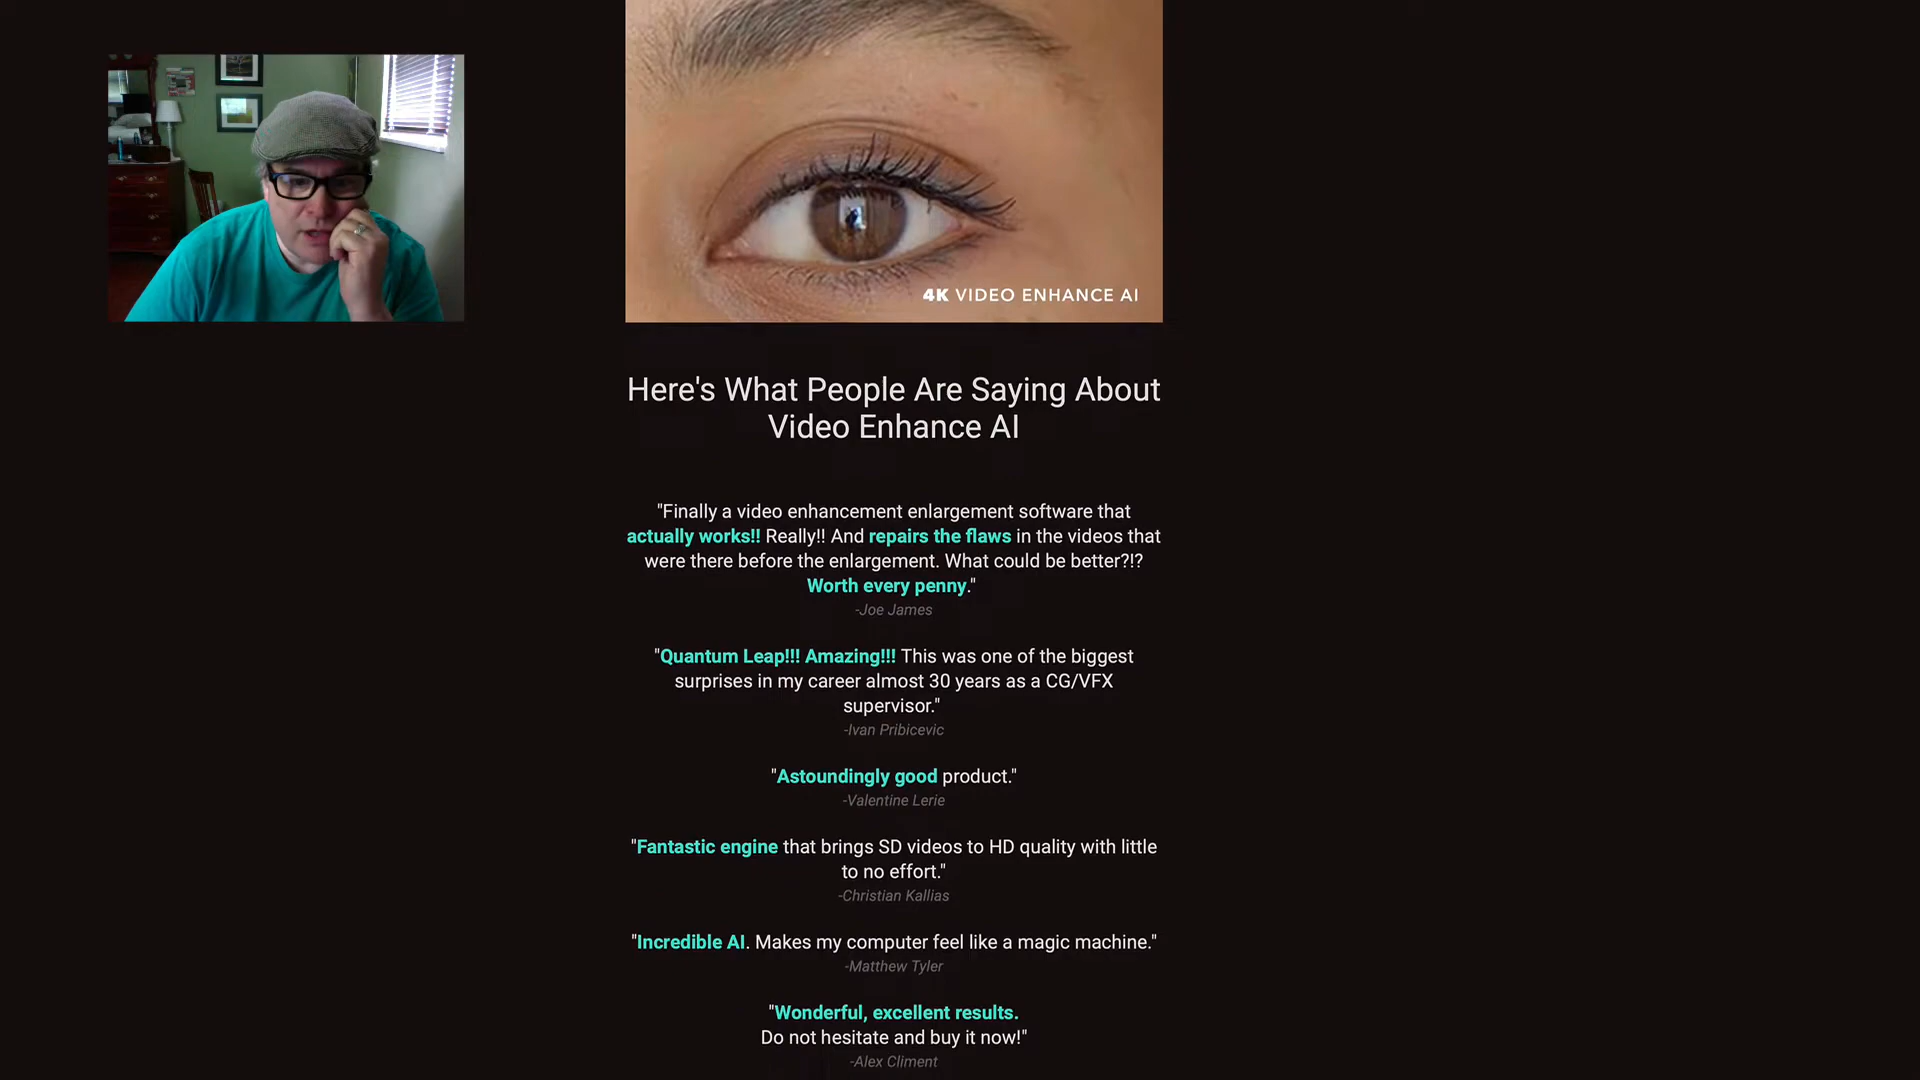 4K VIDEO ENHANCE AI
Here's What People Are Saying About
Video Enhance AI
"Finally a video enhancement enlargement software that
actually works!! Really!! And repairs the flaws in the videos that
were there before the enlargement. What could be better?!?
Worth every penny."
-Joe James
"Quantum Leap!!! Amazing!!! This was one of the biggest
surprises in my career almost 30 years as a CG/VFX
supervisor."
-Ivan Pribicevic
"Astoundingly good product."
-Valentine Lerie
"Fantastic engine that brings SD videos to HD quality with little
to no effort."
-Christian Kallias
"Incredible AI. Makes my computer feel like a magic machine."
-Matthew Tyler
"Wonderful, excellent results.
Do not hesitate and buy it now!"
-Alex Climent